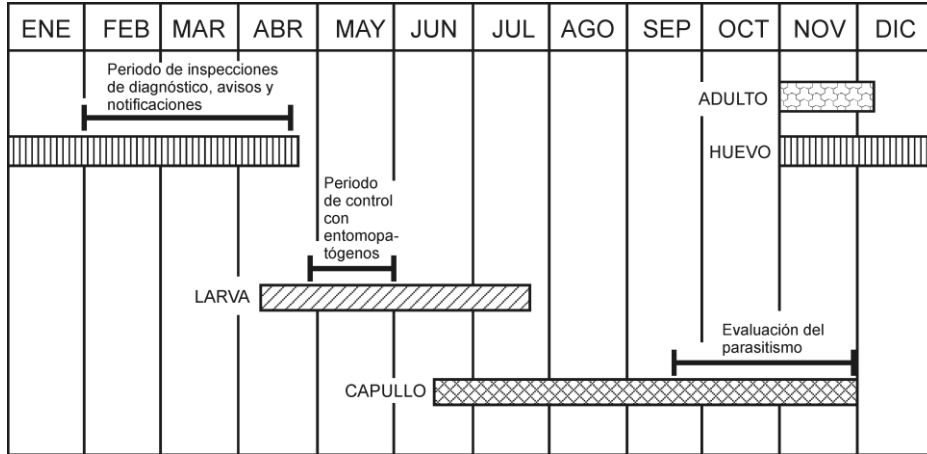 ENE FEB MAR ABR MAY JUN JUL AGO SEP OCT NOV DIC
Periodo de inspecciones
de diagnóstico, avisos y
notificaciones
ADULTO
HUEVO
Periodo
de control
con
entomopa-
tógenos
LARVA
Evaluación del
parasitismo
CAPULLO